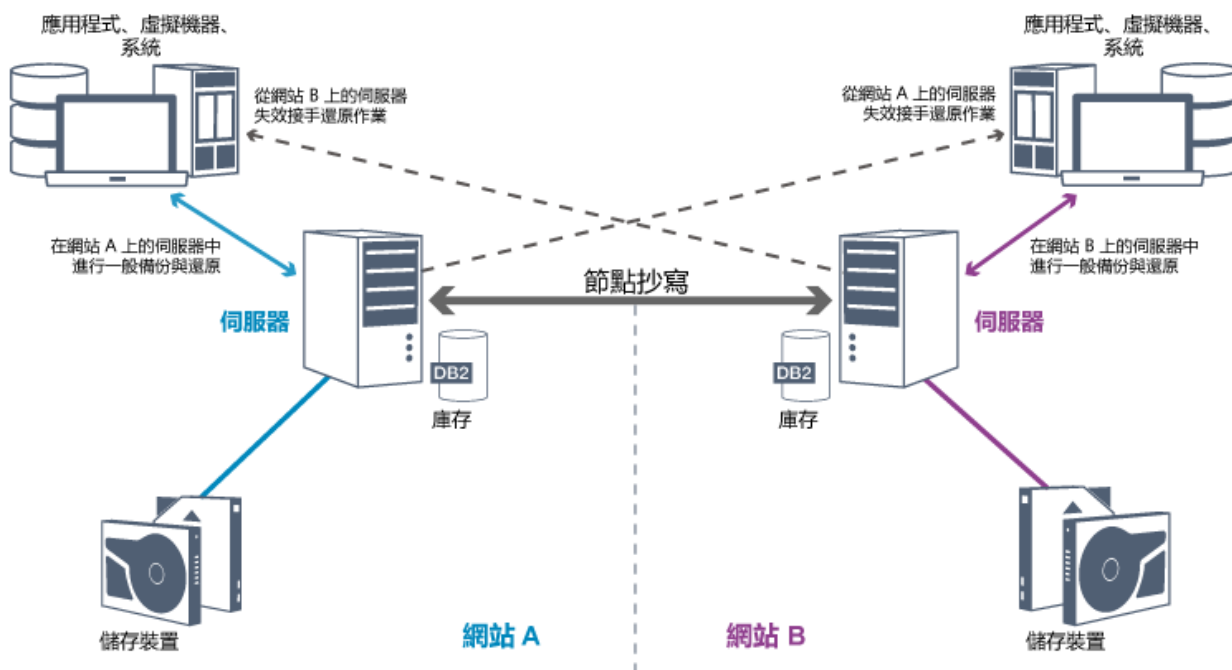 應用程式、虛擬機器、
系統
從網站 B 上的伺服器
失效接手還原作業
在網站 A 上的伺服器中
進行一般備份與還原
伺服器
DB2
庫存
儲存裝置
網站 A
節點抄寫
應用程式、虛擬機器、
系統
從網站 A 上的伺服器
失效接手還原作業
在網站 B 上的伺服器中
進行一般備份與還原
伺服器
DB2
庫存
儲存裝置
網站 B